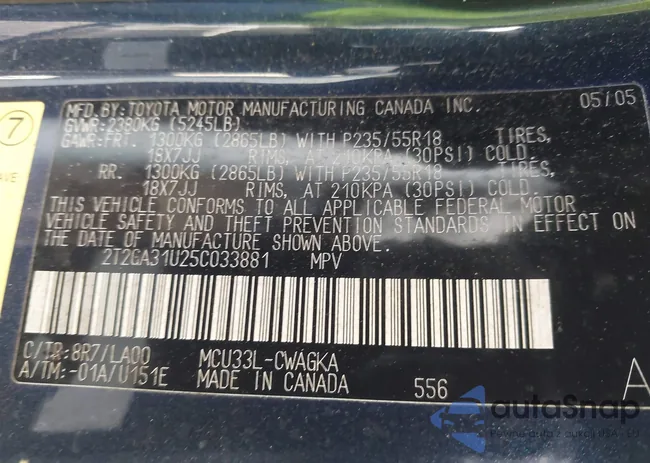 MFD.BY:TOYOTA MOTOR MANUFACTURING CANADA INC. 05/05
GVWR:2380KG (5245LB)
GAWR:FRT. 1300KG (2865LB) WITH P235/55R18 TIRES,
18X7JJ RIMS, AT 210KPA (30PSI) COLD.
RR. 1300KG (2865LB) WITH P235/55R18 TIRES,
18X7JJ RIMS, AT 210KPA (30PSI) COLD.
THIS VEHICLE CONFORMS TO ALL APPLICABLE FEDERAL MOTOR
VEHICLE SAFETY AND THEFT PREVENTION STANDARDS IN EFFECT ON
THE DATE OF MANUFACTURE SHOWN ABOVE.
2T2GA31U25C033881 MPV
C/TR:8R7/LA00 MCU33L-CWAGKA
A/TM:-01A/U151E MADE IN CANADA 556 A
7
autoSnap